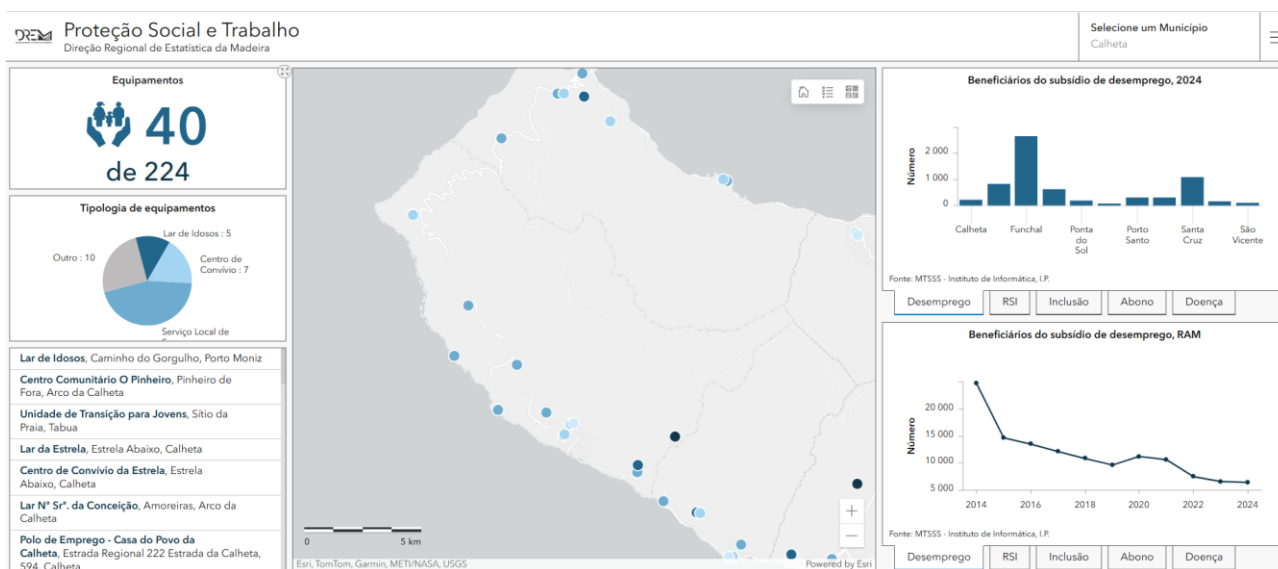 DREM
Proteção Social e Trabalho
Direção Regional de Estatística da Madeira
Selecione um Município
Calheta
Equipamentos
40
de 224
Tipologia de equipamentos
Lar de Idosos : 5
Outro : 10
Centro de
Convívio : 7
Serviço Local de
Lar de Idosos, Caminho do Gorgulho, Porto Moniz
Centro Comunitário O Pinheiro, Pinheiro de
Fora, Arco da Calheta
Unidade de Transição para Jovens, Sítio da
Praia, Tabua
Lar da Estrela, Estrela Abaixo, Calheta
Centro de Convívio da Estrela, Estrela
Abaixo, Calheta
Lar Nª Srª. da Conceição, Amoreiras, Arco da
Calheta
Polo de Emprego - Casa do Povo da
Calheta, Estrada Regional 222 Estrada da Calheta,
594, Calheta
0 5 km
Esri, TomTom, Garmin, METI/NASA, USGS
Powered by Esri
Beneficiários do subsídio de desemprego, 2024
Número
2 000
1 000
0
Calheta Funchal Ponta do Sol Porto Santo Santa Cruz São Vicente
Fonte: MTSSS - Instituto de Informática, I.P.
Desemprego RSI Inclusão Abono Doença
Beneficiários do subsídio de desemprego, RAM
Número
20 000
15 000
10 000
5 000
2014 2016 2018 2020 2022 2024
Fonte: MTSSS - Instituto de Informática, I.P.
Desemprego RSI Inclusão Abono Doença